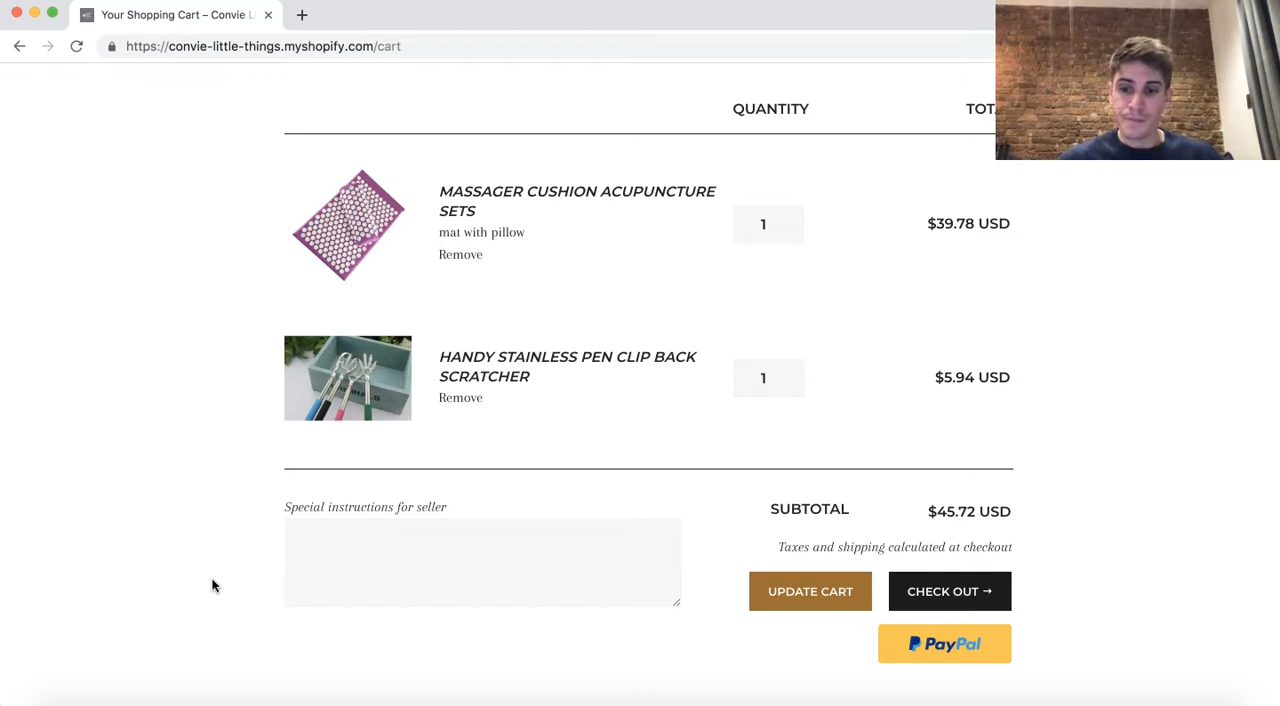 Your Shopping Cart – Convie Li
https://convie-little-things.myshopify.com/cart
QUANTITY
MASSAGER CUSHION ACUPUNCTURE
SETS
mat with pillow
Remove
1
$39.78 USD
HANDY STAINLESS PEN CLIP BACK
SCRATCHER
Remove
1
$5.94 USD
Special instructions for seller
SUBTOTAL
$45.72 USD
Taxes and shipping calculated at checkout
UPDATE CART
CHECK OUT →
PayPal